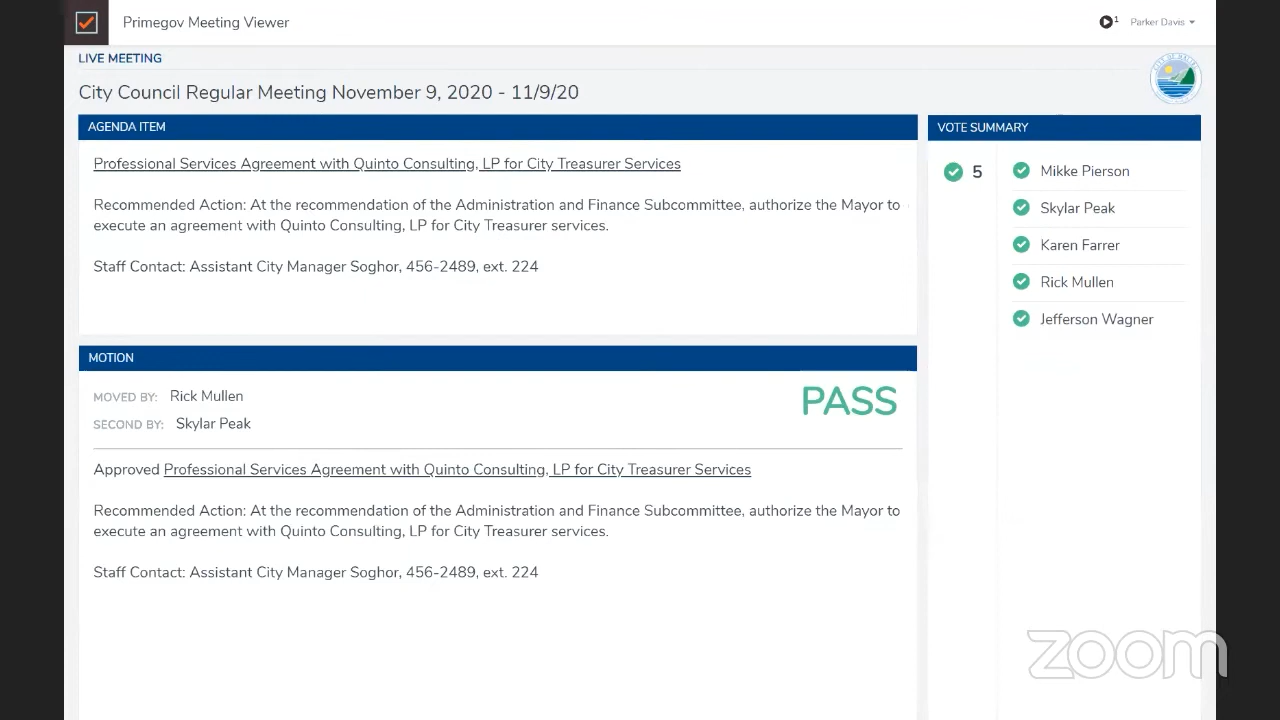 Primegov Meeting Viewer
1
Parker Davis
LIVE MEETING
City Council Regular Meeting November 9, 2020 - 11/9/20
AGENDA ITEM
Professional Services Agreement with Quinto Consulting, LP for City Treasurer Services
Recommended Action: At the recommendation of the Administration and Finance Subcommittee, authorize the Mayor to
execute an agreement with Quinto Consulting, LP for City Treasurer services.
Staff Contact: Assistant City Manager Soghor, 456-2489, ext. 224
VOTE SUMMARY
5
Mikke Pierson
Skylar Peak
Karen Farrer
Rick Mullen
Jefferson Wagner
MOTION
MOVED BY: Rick Mullen
PASS
SECOND BY: Skylar Peak
Approved Professional Services Agreement with Quinto Consulting, LP for City Treasurer Services
Recommended Action: At the recommendation of the Administration and Finance Subcommittee, authorize the Mayor to
execute an agreement with Quinto Consulting, LP for City Treasurer services.
Staff Contact: Assistant City Manager Soghor, 456-2489, ext. 224
zoom